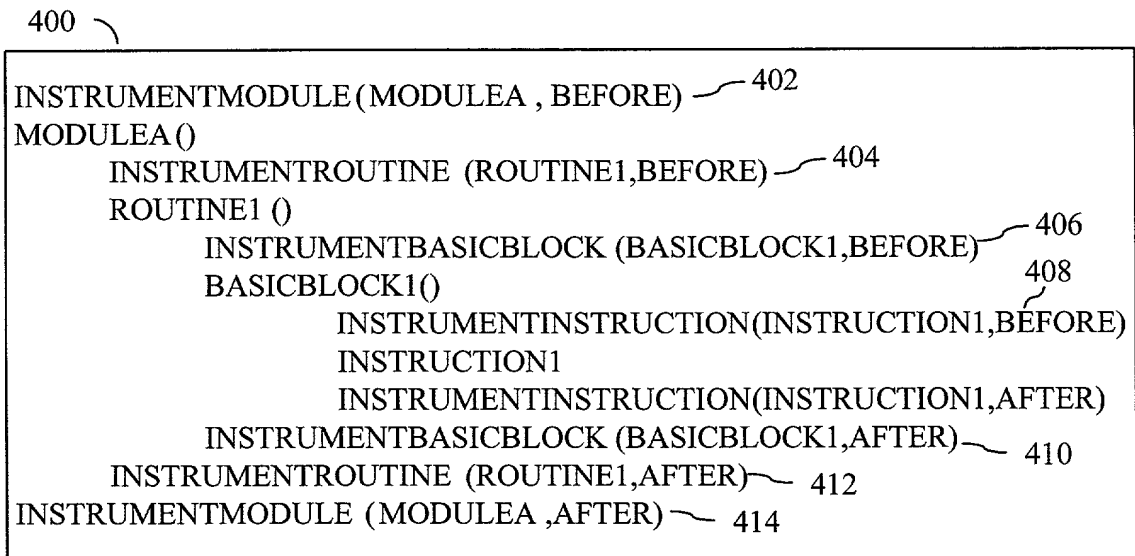 400
INSTRUMENTMODULE (MODULEA , BEFORE) 402
MODULEA ()
INSTRUMENTROUTINE (ROUTINE1,BEFORE) 404
ROUTINE1 ()
INSTRUMENTBASICBLOCK (BASICBLOCK1,BEFORE) 406
BASICBLOCK1()
408
INSTRUMENTINSTRUCTION(INSTRUCTION1,BEFORE)
INSTRUCTION1
INSTRUMENTINSTRUCTION(INSTRUCTION1,AFTER)
INSTRUMENTBASICBLOCK (BASICBLOCK1,AFTER) 410
INSTRUMENTROUTINE (ROUTINE1,AFTER) 412
INSTRUMENTMODULE (MODULEA ,AFTER) 414